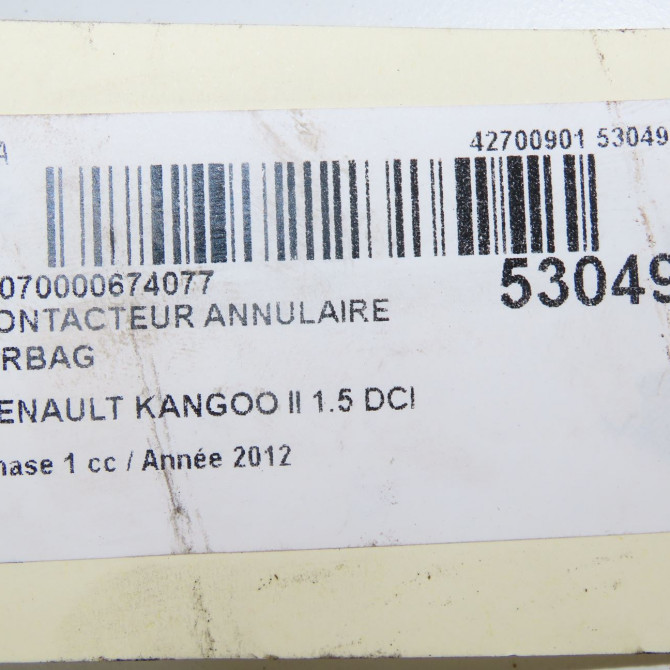 A 42700901 53049
070000674077 53049
ONTACTEUR ANNULAIRE
RBAG
ENAULT KANGOO II 1.5 DCI
hase 1 cc / Année 2012